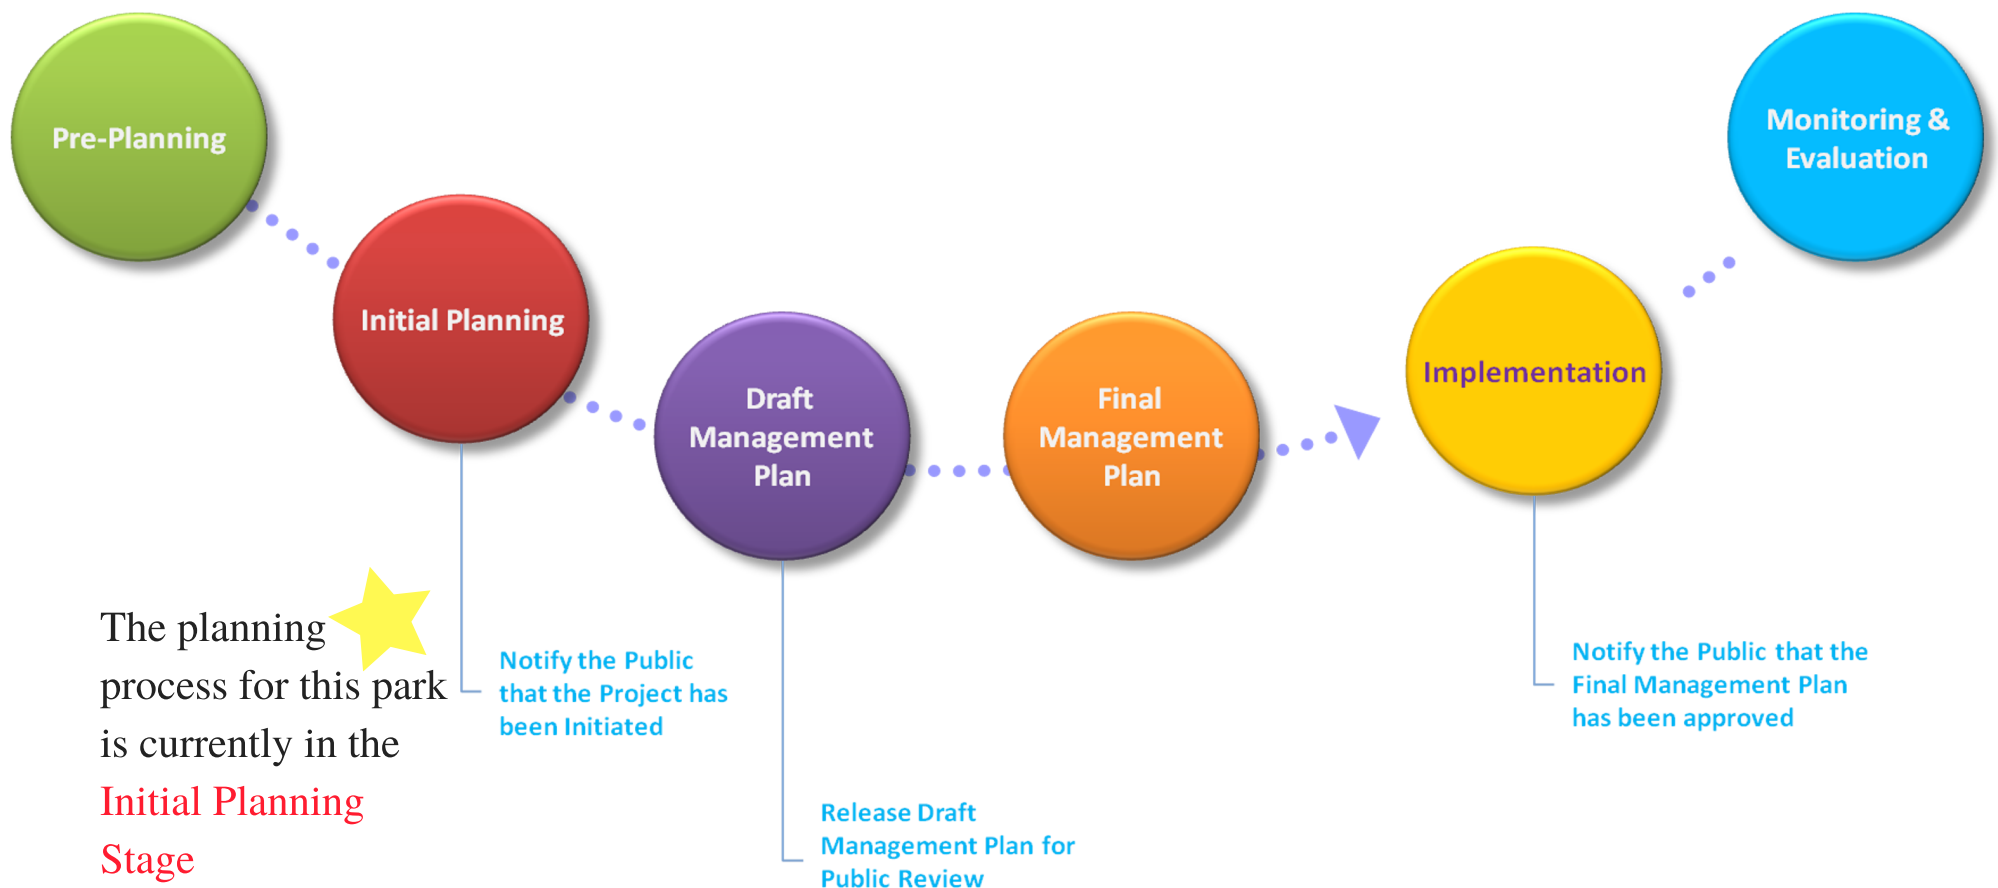 Pre-Planning
Initial Planning
Draft
Management
Plan
Final
Management
Plan
Implementation
Monitoring &
Evaluation
The planning
process for this park
is currently in the
Initial Planning
Stage
Notify the Public
that the Project has
been Initiated
Release Draft
Management Plan for
Public Review
Notify the Public that the
Final Management Plan
has been approved